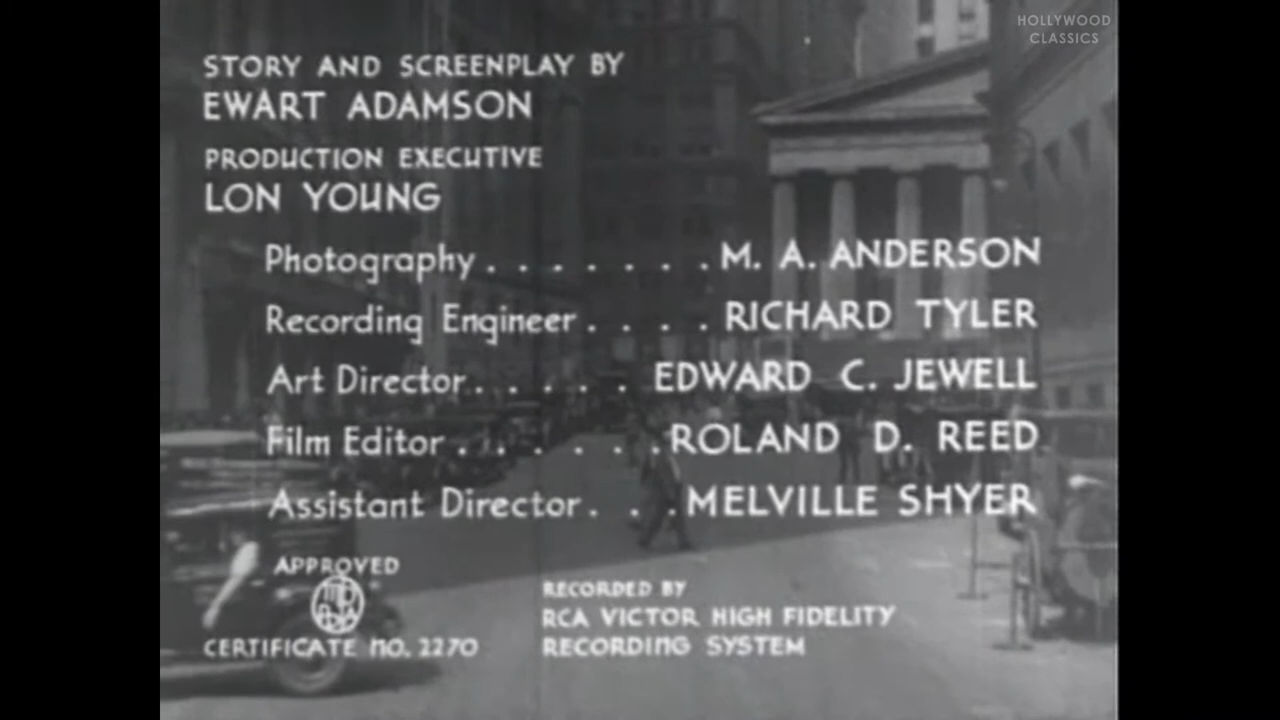 HOLLYWOOD
CLASSICS
STORY AND SCREENPLAY BY
EWART ADAMSON
PRODUCTION EXECUTIVE
LON YOUNG
Photography . . . . . . . . M. A. ANDERSON
Recording Engineer . . . . RICHARD TYLER
Art Director . . . . . EDWARD C. JEWELL
Film Editor . . . . . . . . ROLAND D. REED
Assistant Director . . . MELVILLE SHYER
APPROVED
CERTIFICATE NO. 2270
RECORDED BY
RCA VICTOR HIGH FIDELITY
RECORDING SYSTEM